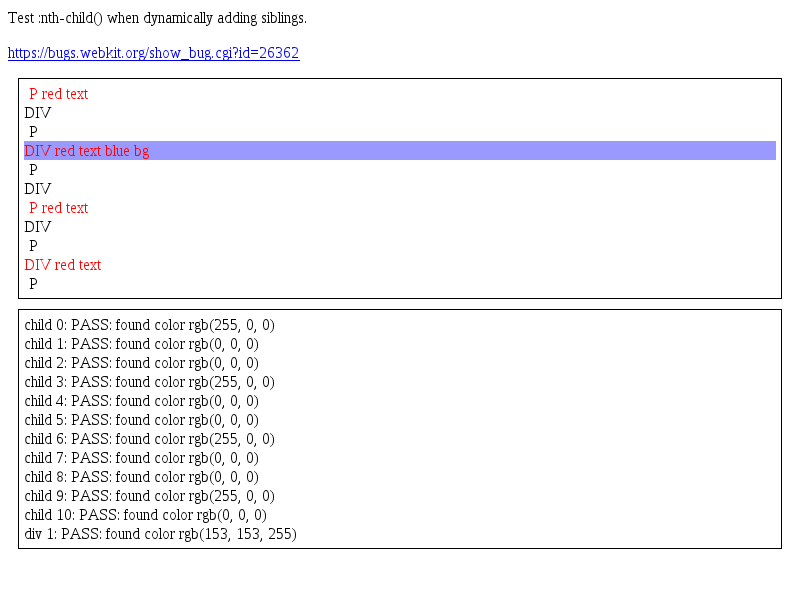 Test :nth-child() when dynamically adding siblings.
https://bugs.webkit.org/show_bug.cgi?id=26362
P red text
DIV
P
DIV red text blue bg
P
DIV
P red text
DIV
P
DIV red text
P
child 0: PASS: found color rgb(255, 0, 0)
child 1: PASS: found color rgb(0, 0, 0)
child 2: PASS: found color rgb(0, 0, 0)
child 3: PASS: found color rgb(255, 0, 0)
child 4: PASS: found color rgb(0, 0, 0)
child 5: PASS: found color rgb(0, 0, 0)
child 6: PASS: found color rgb(255, 0, 0)
child 7: PASS: found color rgb(0, 0, 0)
child 8: PASS: found color rgb(0, 0, 0)
child 9: PASS: found color rgb(255, 0, 0)
child 10: PASS: found color rgb(0, 0, 0)
div 1: PASS: found color rgb(153, 153, 255)